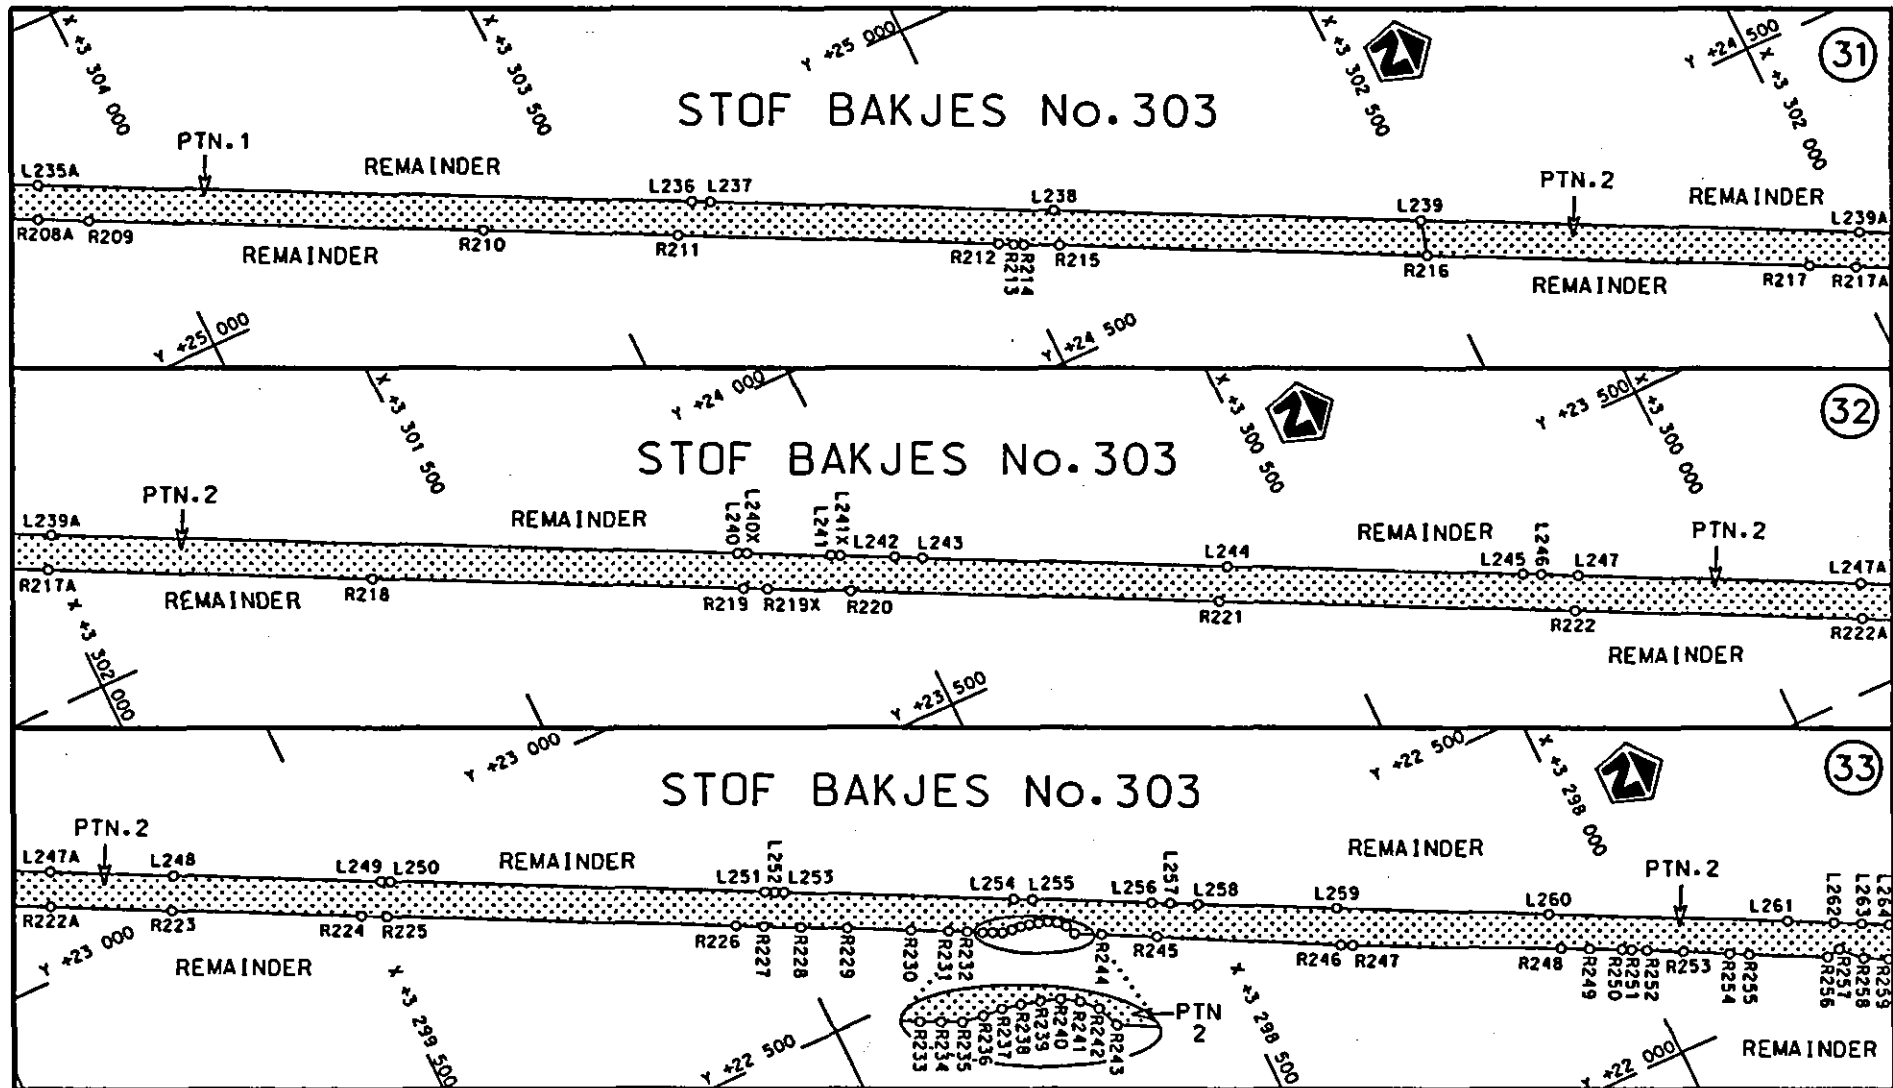 X +3 304 000
X +3 303 500
Y +25 000
X +3 302 500
Y +24 500
X +3 302 000
31
STOF BAKJES No.303
PTN.1
REMAINDER
L235A
L236
L237
L238
L239
PTN.2
REMAINDER
L239A
R208A
R209
REMAINDER
R210
R211
R212
R213
R214
R215
R216
REMAINDER
R217
R217A
Y +25 000
Y +24 500
X +3 301 500
Y +24 000
X +3 300 500
Y +23 500
X +3 300 000
32
STOF BAKJES No.303
PTN.2
L239A
REMAINDER
L240
L240X
L241
L241X
L242
L243
L244
REMAINDER
L245
L246
L247
PTN.2
L247A
R217A
REMAINDER
R218
R219
R219X
R220
R221
R222
R222A
REMAINDER
X +3 302 000
Y +23 500
Y +23 000
Y +22 500
X +3 298 000
33
STOF BAKJES No.303
PTN.2
L247A
L248
L249
L250
REMAINDER
L251
L252
L253
L254
L255
L256
L257
L258
L259
REMAINDER
L260
PTN.2
L261
L262
L263
L264
R222A
R223
R224
R225
R226
R227
R228
R229
R230
R231
R232
R244
R245
R246
R247
R248
R249
R250
R251
R252
R253
R254
R255
R256
R257
R258
R259
Y +23 000
REMAINDER
X +3 299 500
R233
R234
R235
R236
R237
R238
R239
R240
R241
R242
R243
PTN
2
Y +22 500
X +3 298 500
Y +22 000
REMAINDER